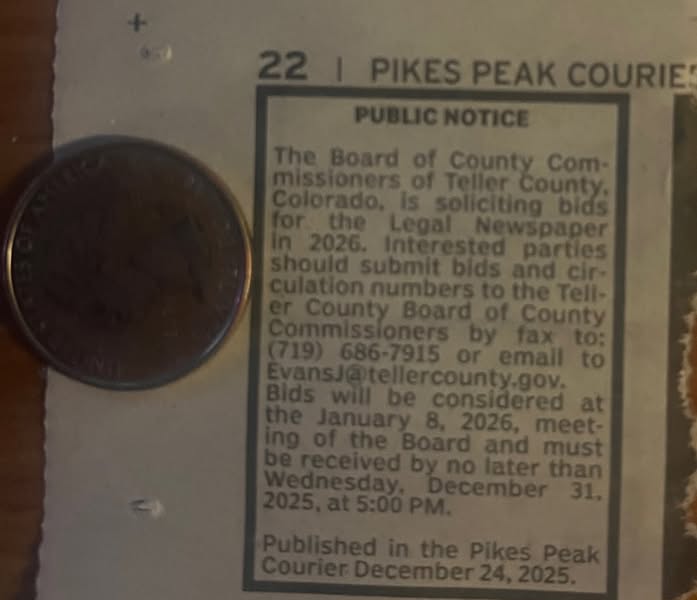 22 | PIKES PEAK COURIER
PUBLIC NOTICE
The Board of County Com-
missioners of Teller County,
Colorado, is soliciting bids
for the Legal Newspaper
in 2026. Interested parties
should submit bids and cir-
culation numbers to the Tell-
er County Board of County
Commissioners by fax to:
(719) 686-7915 or email to
EvansJ@tellercounty.gov.
Bids will be considered at
the January 8, 2026, meet-
ing of the Board and must
be received by no later than
Wednesday, December 31,
2025, at 5:00 PM.
Published in the Pikes Peak
Courier December 24, 2025.